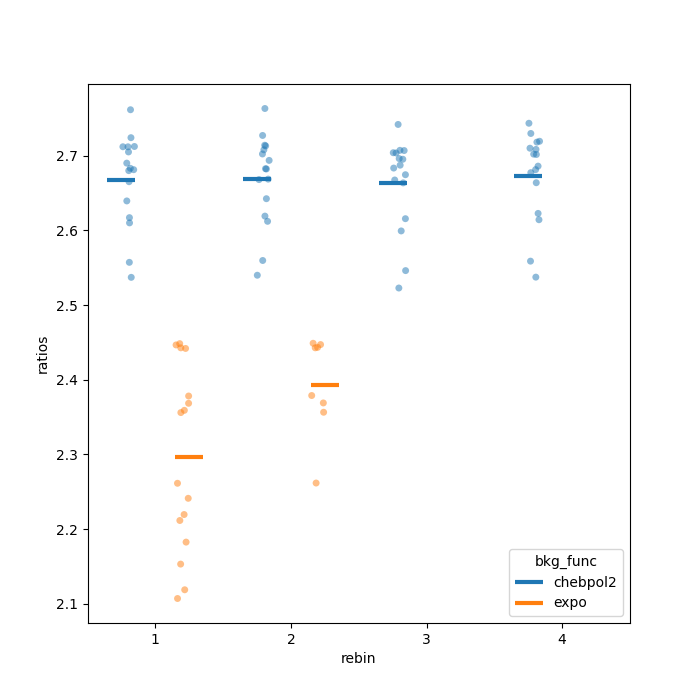 ratios
2.7
2.6
2.5
2.4
2.3
2.2
2.1
bkg_func
chebpol2
expo
1 2 3 4
rebin